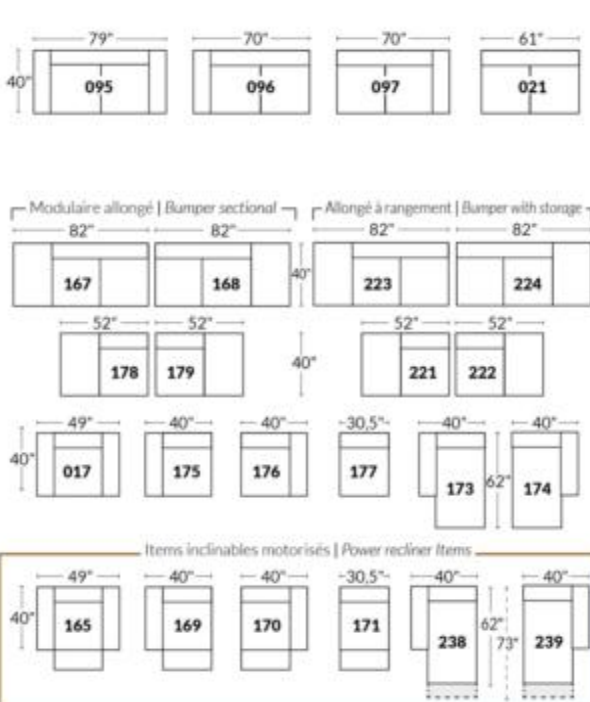 79" 70" 70" 61"
40" 095 096 097 021
Modulaire allongé | Bumper sectional Allongé à rangement | Bumper with storage
82" 82" 82" 82"
167 168 40" 223 224
52" 52" 52" 52"
178 179 40" 221 222
49" 40" 40" 30,5" 40" 40"
40" 017 175 176 177 173 62" 174
Items inclinables motorisés | Power recliner Items
49" 40" 40" 30,5" 40" 40"
40" 165 169 170 171 238 62" 73" 239